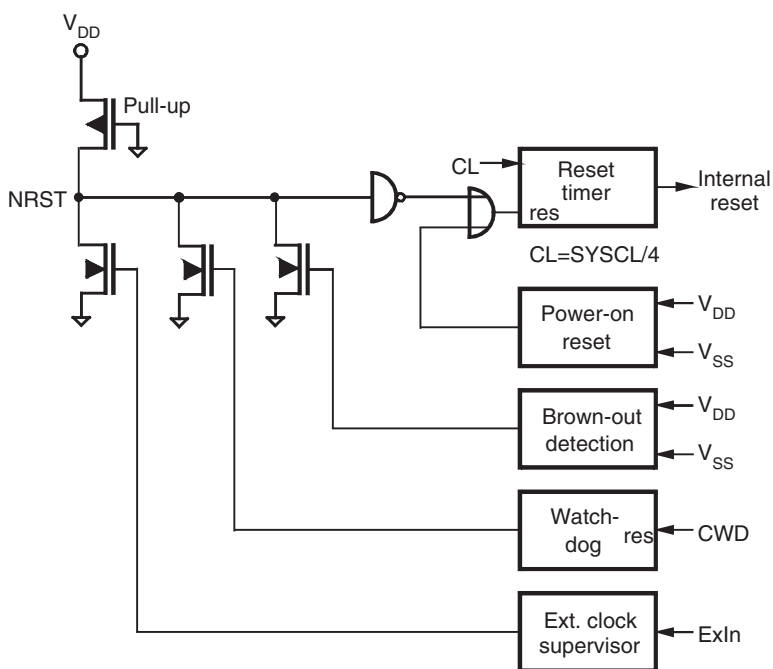 VDD
Pull-up
NRST
CL
Reset
timer
res
Internal
reset
CL=SYSCL/4
Power-on
reset
VDD
VSS
Brown-out
detection
VDD
VSS
Watch-
dog
res
CWD
Ext. clock
supervisor
ExIn